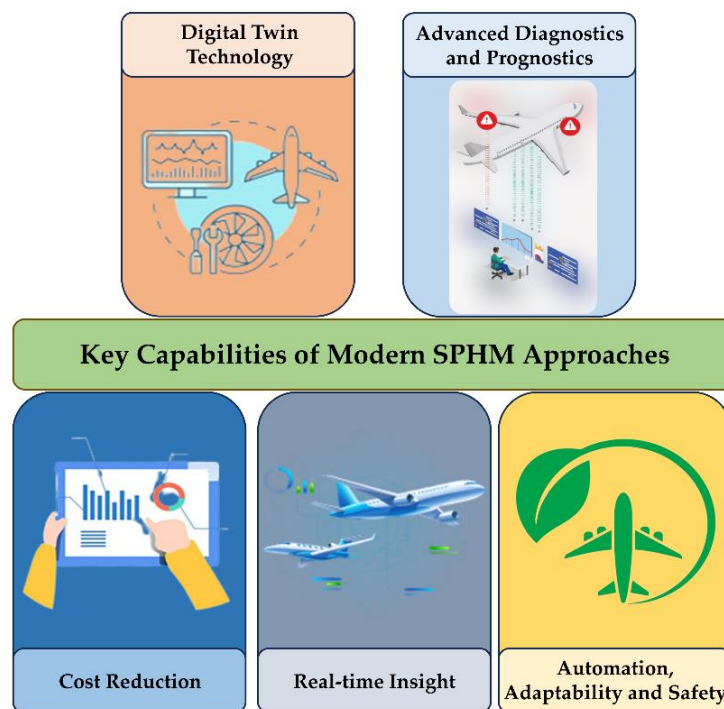 Digital Twin
Technology
Advanced Diagnostics
and Prognostics
Key Capabilities of Modern SPHM Approaches
Cost Reduction
Real-time Insight
Automation,
Adaptability and Safety